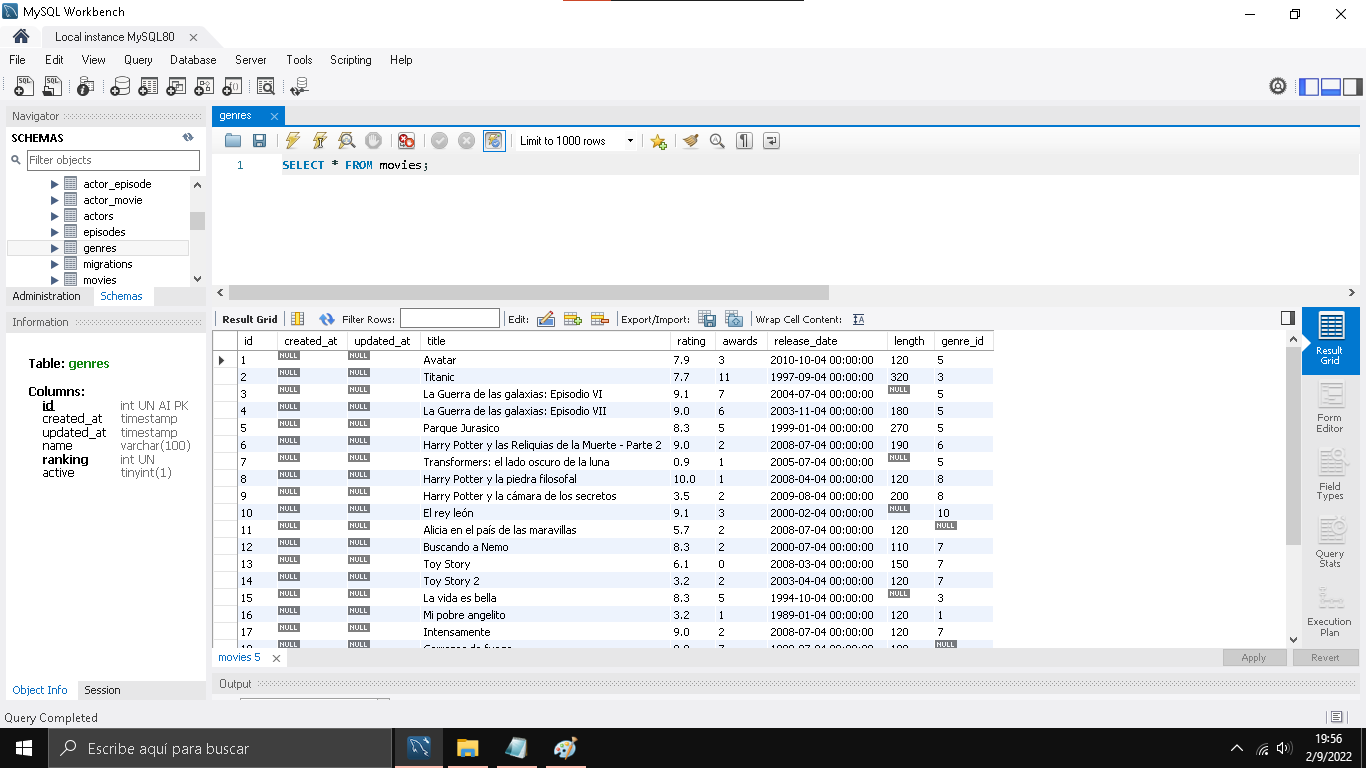 MySQL Workbench
Local instance MySQL80
File Edit View Query Database Server Tools Scripting Help
Navigator
SCHEMAS
Filter objects
actor_episode
actor_movie
actors
episodes
genres
migrations
movies
Administration Schemas
Information
Table: genres
Columns:
id int UN AI PK
created_at timestamp
updated_at timestamp
name varchar(100)
ranking int UN
active tinyint(1)
Object Info Session
genres
Limit to 1000 rows
1 SELECT * FROM movies;
Result Grid Filter Rows: Edit: Export/Import: Wrap Cell Content:
id created_at updated_at title rating awards release_date length genre_id
1 NULL NULL Avatar 7.9 3 2010-10-04 00:00:00 120 5
2 NULL NULL Titanic 7.7 11 1997-09-04 00:00:00 320 3
3 NULL NULL La Guerra de las galaxias: Episodio VI 9.1 7 2004-07-04 00:00:00 NULL 5
4 NULL NULL La Guerra de las galaxias: Episodio VII 9.0 6 2003-11-04 00:00:00 180 5
5 NULL NULL Parque Jurasico 8.3 5 1999-01-04 00:00:00 270 5
6 NULL NULL Harry Potter y las Reliquias de la Muerte - Parte 2 9.0 2 2008-07-04 00:00:00 190 6
7 NULL NULL Transformers: el lado oscuro de la luna 0.9 1 2005-07-04 00:00:00 NULL 5
8 NULL NULL Harry Potter y la piedra filosofal 10.0 1 2008-04-04 00:00:00 120 8
9 NULL NULL Harry Potter y la cámara de los secretos 3.5 2 2009-08-04 00:00:00 200 8
10 NULL NULL El rey león 9.1 3 2000-02-04 00:00:00 NULL 10
11 NULL NULL Alicia en el país de las maravillas 5.7 2 2008-07-04 00:00:00 120 NULL
12 NULL NULL Buscando a Nemo 8.3 2 2000-07-04 00:00:00 110 7
13 NULL NULL Toy Story 6.1 0 2008-03-04 00:00:00 150 7
14 NULL NULL Toy Story 2 3.2 2 2003-04-04 00:00:00 120 7
15 NULL NULL La vida es bella 8.3 5 1994-10-04 00:00:00 NULL 3
16 NULL NULL Mi pobre angelito 3.2 1 1989-01-04 00:00:00 120 1
17 NULL NULL Intensamente 9.0 2 2008-07-04 00:00:00 120 7
NULL NULL NULL
Result Grid
Form Editor
Field Types
Query Stats
Execution Plan
movies 5
Apply Revert
Output
Query Completed
Escribe aquí para buscar
19:56
2/9/2022